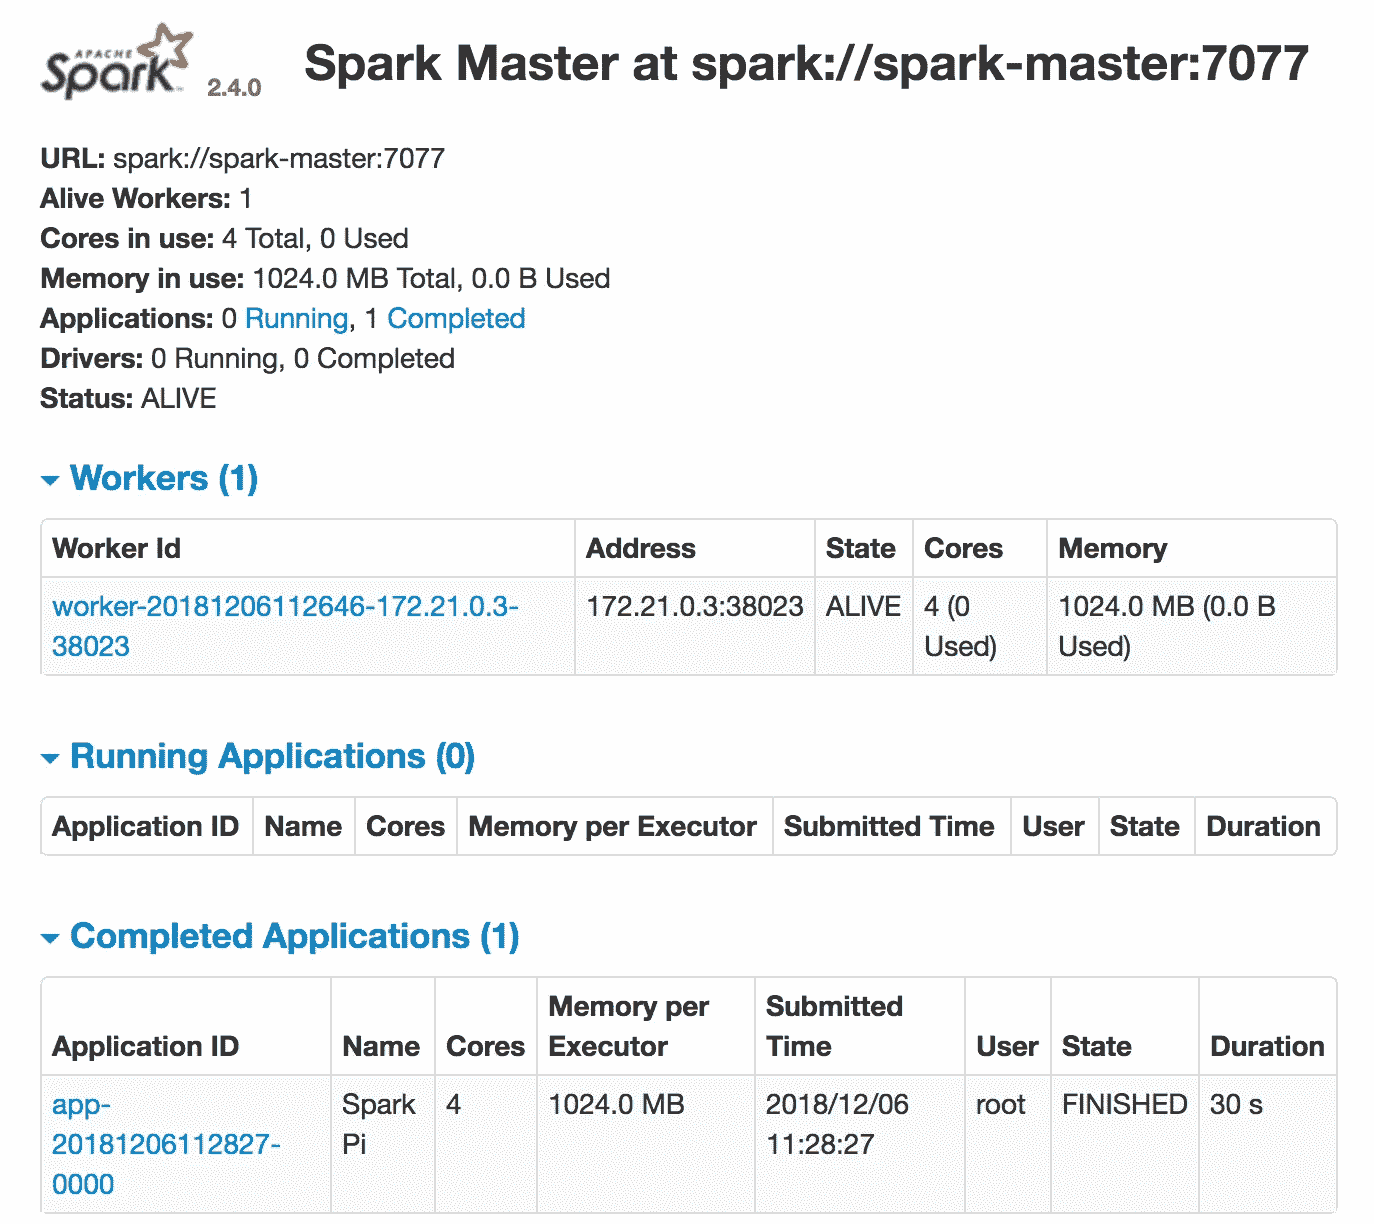 APACHE
Spark 2.4.0
Spark Master at spark://spark-master:7077
URL: spark://spark-master:7077
Alive Workers: 1
Cores in use: 4 Total, 0 Used
Memory in use: 1024.0 MB Total, 0.0 B Used
Applications: 0 Running, 1 Completed
Drivers: 0 Running, 0 Completed
Status: ALIVE
Workers (1)
Worker Id Address State Cores Memory
worker-20181206112646-172.21.0.3- 172.21.0.3:38023 ALIVE 4 (0 1024.0 MB (0.0 B
38023 Used) Used)
Running Applications (0)
Application ID Name Cores Memory per Executor Submitted Time User State Duration
Completed Applications (1)
Memory per Submitted
Application ID Name Cores Executor Time User State Duration
app- Spark 4 1024.0 MB 2018/12/06 root FINISHED 30 s
20181206112827- Pi 11:28:27
0000